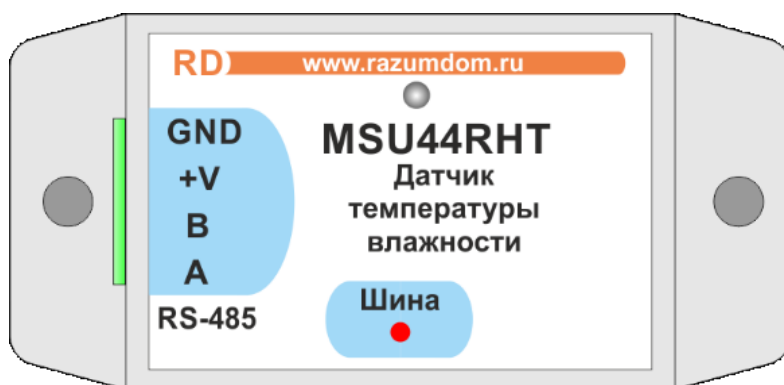 RD www.razumdom.ru
GND
+V
B
A
RS-485
MSU44RHT
Датчик
температуры
влажности
Шина